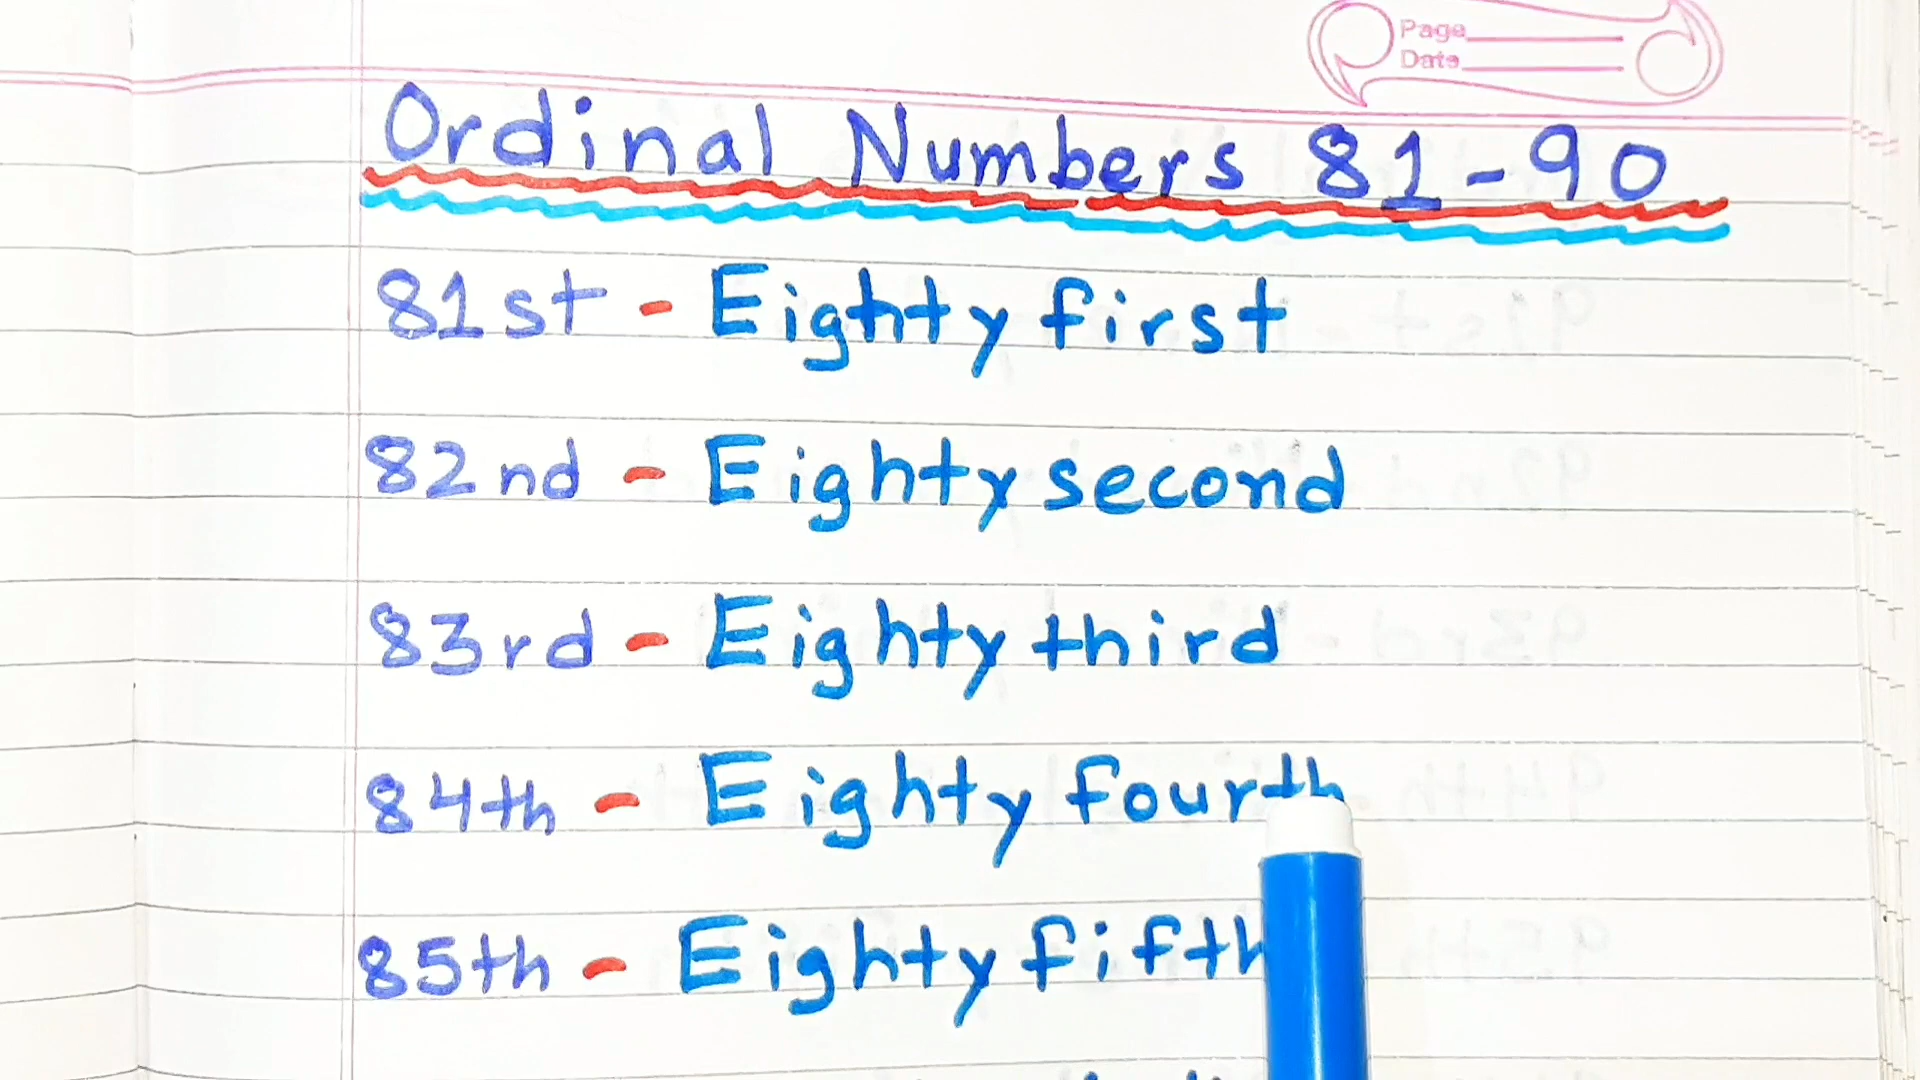 Page
Date
Ordinal Numbers 81-90
81st - Eighty first
82nd - Eighty second
83rd - Eighty third
84th - Eighty fourth
85th - Eighty fifth